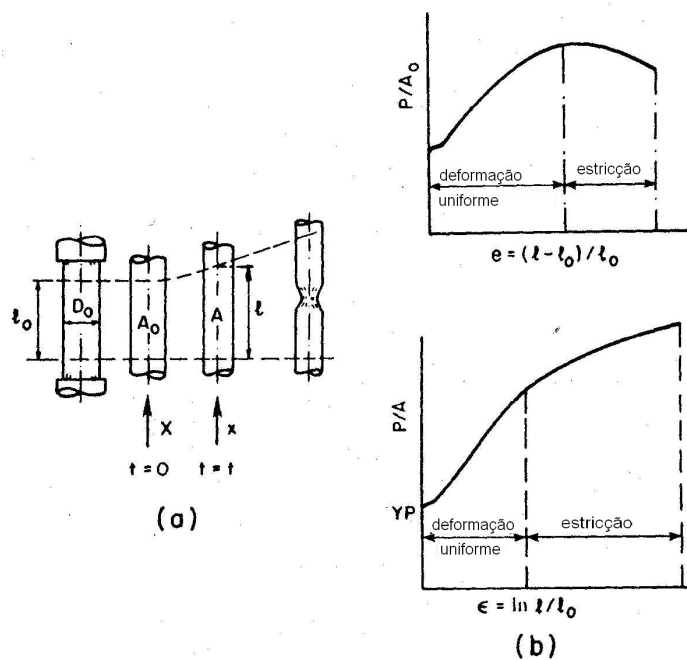 ℓ₀
D₀
A₀
A
ℓ
X
x
t = 0
t = t
(a)
P/A₀
deformação
uniforme
estricção
e = (ℓ-ℓ₀)/ℓ₀
P/A
YP
deformação
uniforme
estricção
ϵ = ln ℓ/ℓ₀
(b)